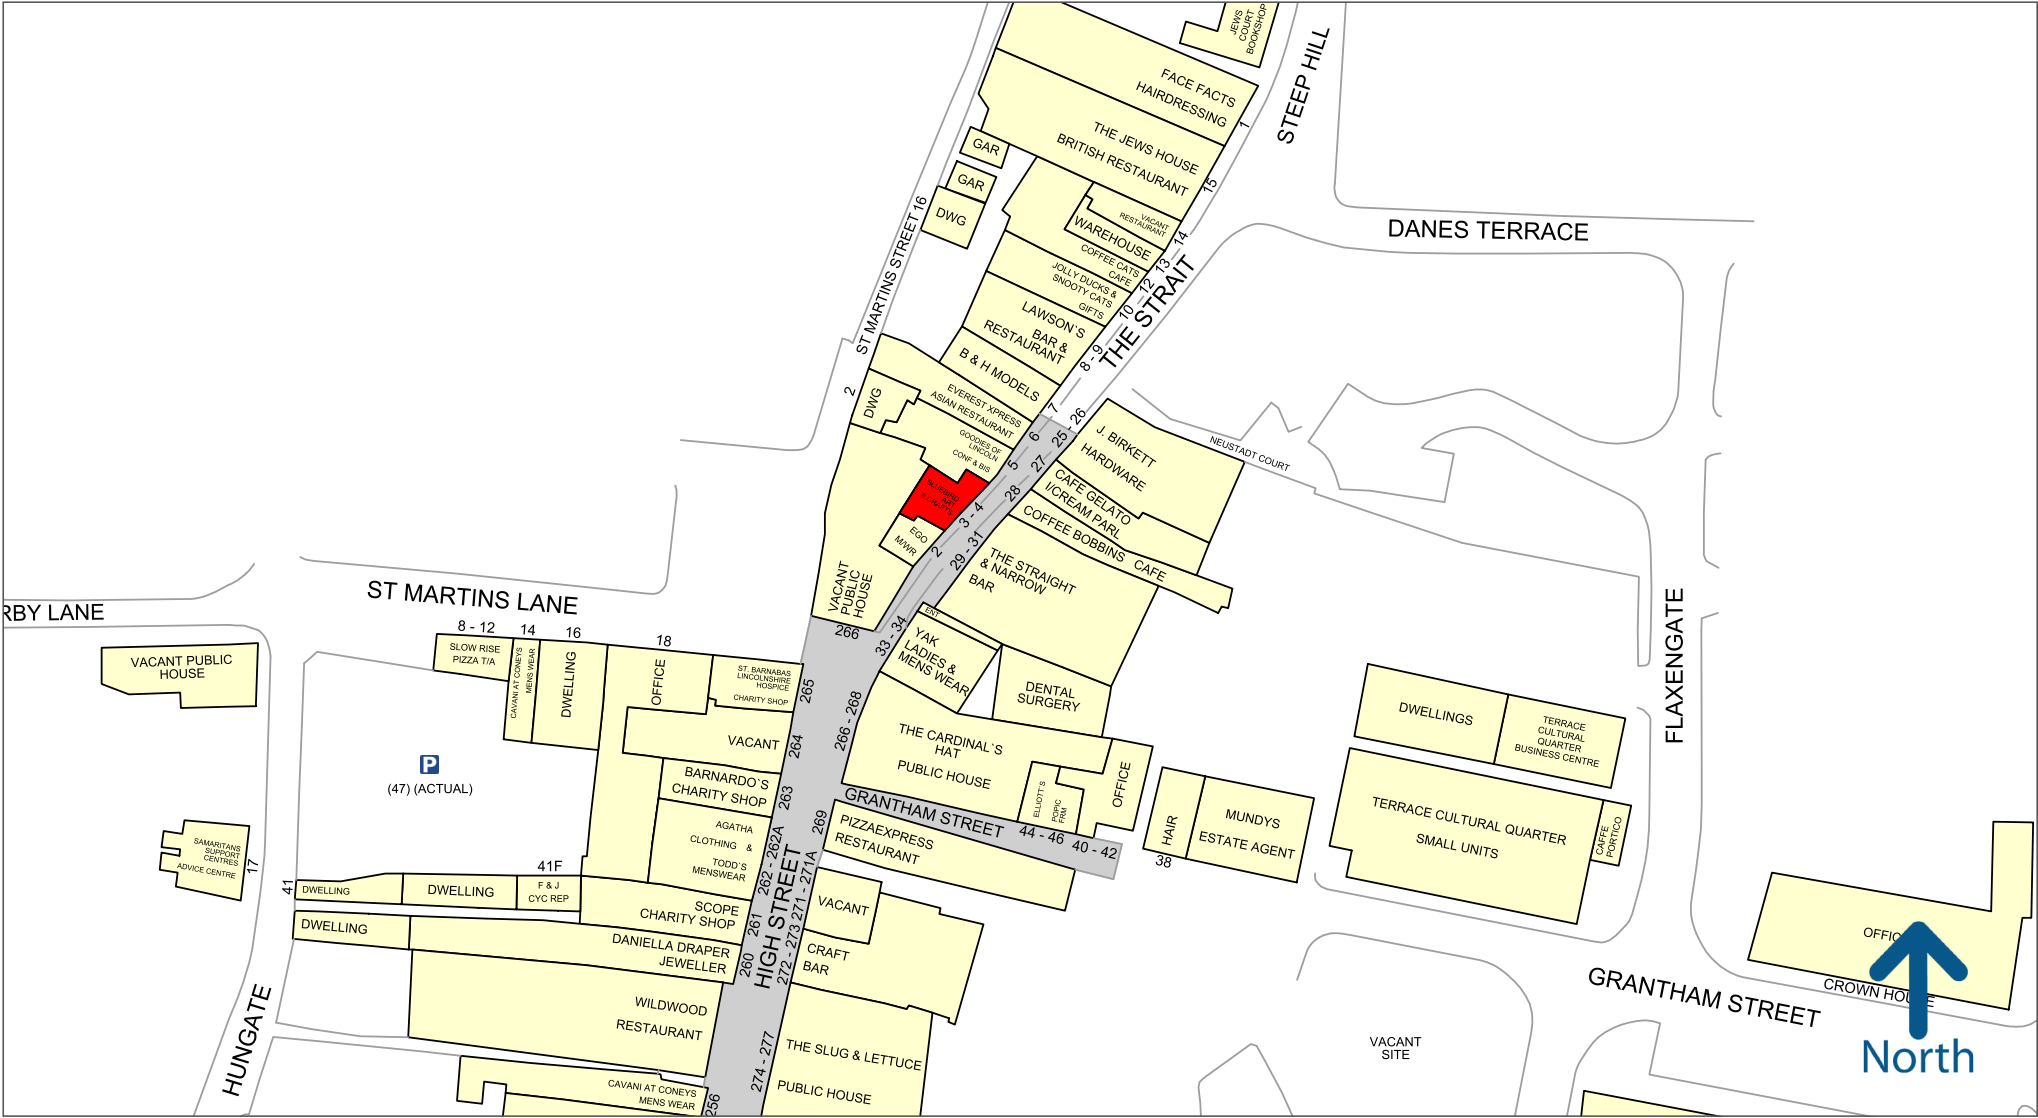 JEWS
COURT
BOOKSHOP
STEEP HILL
FACE FACTS
HAIRDRESSING
1
THE JEWS HOUSE
BRITISH RESTAURANT
15
GAR
GAR
DWG
ST MARTINS STREET 16
VACANT
RESTAURANT
WAREHOUSE
14
COFFEE CATS
CAFE
13
JOLLY DUCKS &
SNOOTY CATS
GIFTS
12
10
THE STRAIT
DANES TERRACE
LAWSON`S
BAR &
RESTAURANT
8 - 9
B & H MODELS
7
2
DWG
EVEREST XPRESS
ASIAN RESTAURANT
6
25 - 26
GOODIES OF
LINCOLN
CONF & BIS
5
27
J. BIRKETT
HARDWARE
NEUSTADT COURT
BLUEBIRD
ART
& CRAFTS
3 - 4
28
CAFE GELATO
I/CREAM PARL
COFFEE BOBBINS CAFE
EGO
M/WR
2
29 - 31
THE STRAIGHT
& NARROW
BAR
VACANT
PUBLIC
HOUSE
266
33 - 34
ENT
YAK
LADIES &
MENS WEAR
DENTAL
SURGERY
RBY LANE
ST MARTINS LANE
FLAXENGATE
VACANT PUBLIC
HOUSE
8 - 12
14
16
18
SLOW RISE
PIZZA T/A
CAVANI AT CONEYS
MENS WEAR
DWELLING
OFFICE
ST. BARNABAS
LINCOLNSHIRE
HOSPICE
CHARITY SHOP
265
VACANT
264
266 - 268
THE CARDINAL`S
HAT
PUBLIC HOUSE
ELLIOTT'S
POPIC
FRM
OFFICE
DWELLINGS
TERRACE
CULTURAL
QUARTER
BUSINESS CENTRE
P
(47) (ACTUAL)
BARNARDO`S
CHARITY SHOP
263
GRANTHAM STREET
44 - 46
40 - 42
HAIR
38
MUNDYS
ESTATE AGENT
TERRACE CULTURAL QUARTER
SMALL UNITS
CAFFE
PORTICO
AGATHA
CLOTHING &
TODD`S
MENSWEAR
262 - 262A
269
PIZZAEXPRESS
RESTAURANT
SAMARITANS
SUPPORT
CENTRES
ADVICE CENTRE
17
41
41F
DWELLING
DWELLING
F & J
CYC REP
SCOPE
CHARITY SHOP
261
HIGH STREET
271 - 271A
VACANT
DWELLING
DANIELLA DRAPER
JEWELLER
260
272 - 273
CRAFT
BAR
OFFICE
CROWN HOUSE
GRANTHAM STREET
HUNGATE
WILDWOOD
RESTAURANT
274 - 277
THE SLUG & LETTUCE
PUBLIC HOUSE
VACANT
SITE
North
CAVANI AT CONEYS
MENS WEAR
256